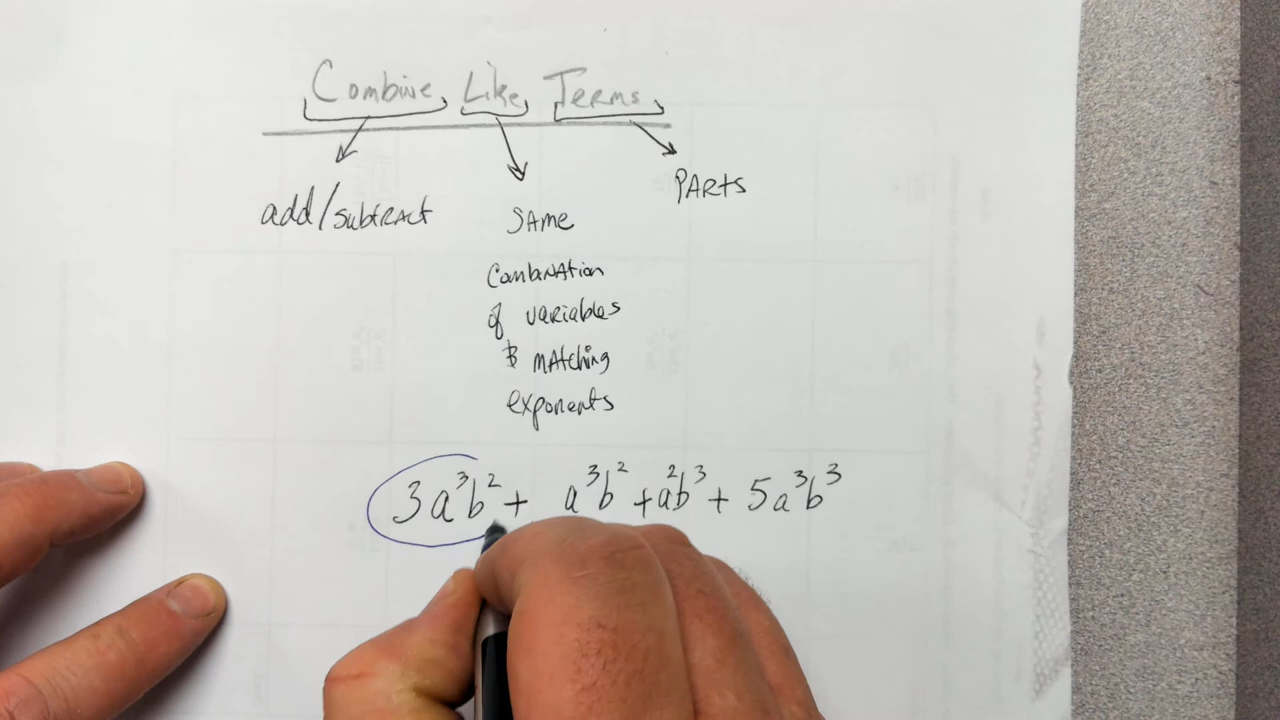 Combine Like Terms
add/subtract
SAME
PARts
CombiNAtion
of variables
& mAtching
exponents
3a³b² + a³b² + a²b³ + 5a³b³